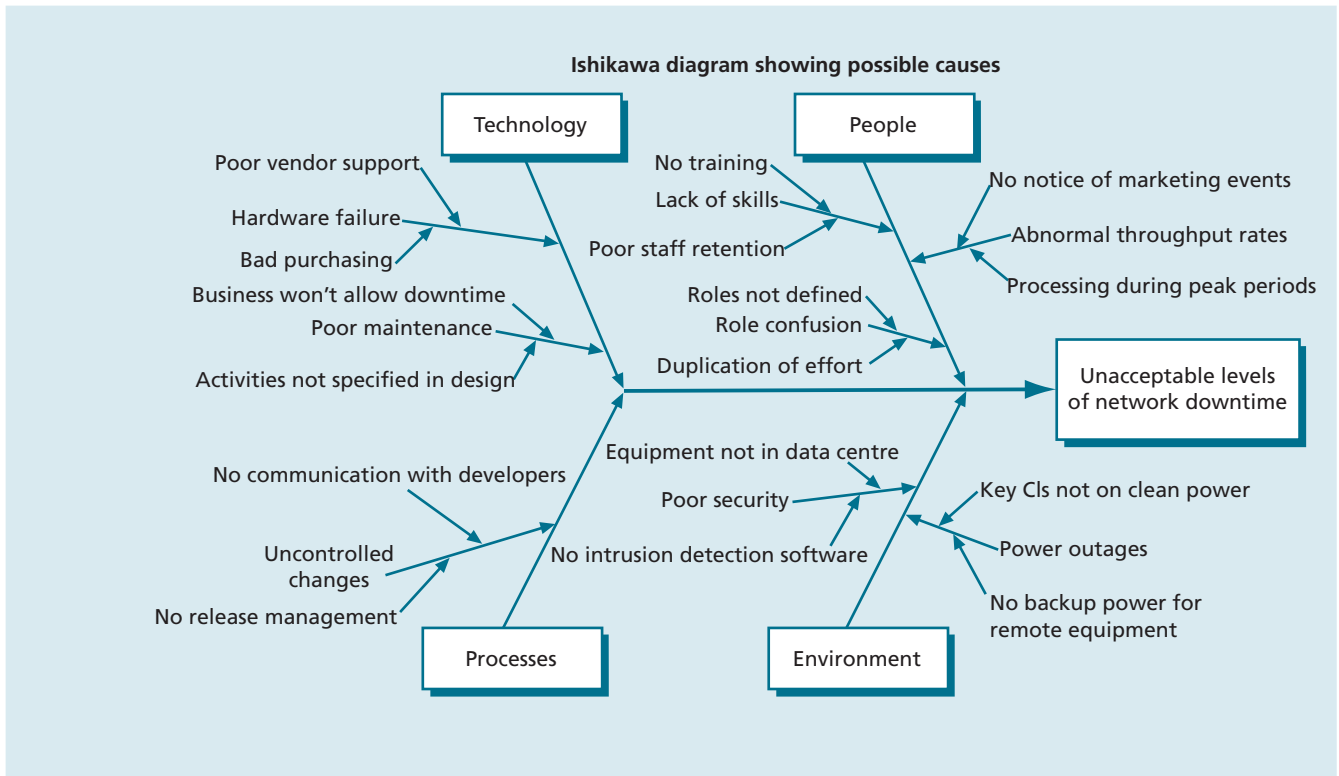 Ishikawa diagram showing possible causes
Technology
People
Poor vendor support
Hardware failure
Bad purchasing
Business won't allow downtime
Poor maintenance
Activities not specified in design
No training
Lack of skills
Poor staff retention
No notice of marketing events
Abnormal throughput rates
Processing during peak periods
Roles not defined
Role confusion
Duplication of effort
Unacceptable levels
of network downtime
No communication with developers
Uncontrolled
changes
No release management
Equipment not in data centre
Poor security
No intrusion detection software
Key CIs not on clean power
Power outages
No backup power for
remote equipment
Processes
Environment